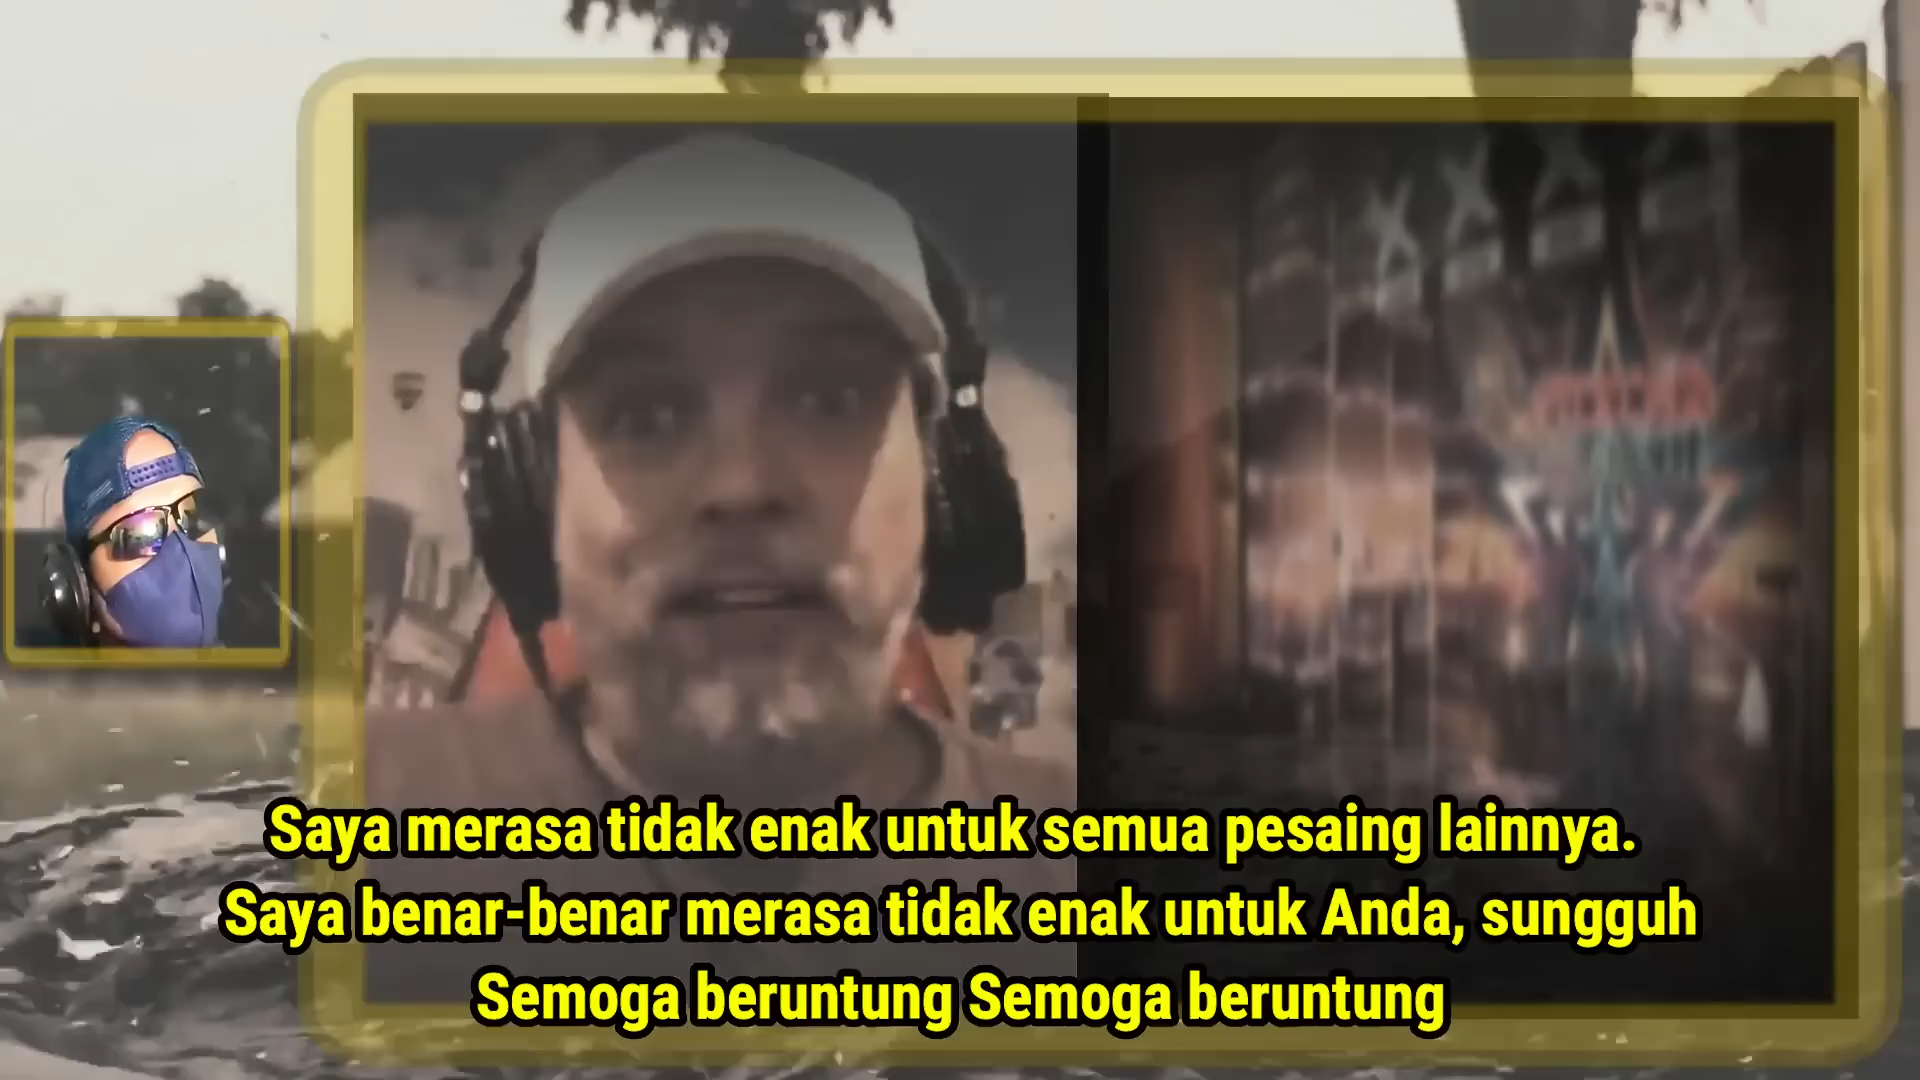 Saya merasa tidak enak untuk semua pesaing lainnya.
Saya benar-benar merasa tidak enak untuk Anda, sungguh
Semoga beruntung Semoga beruntung